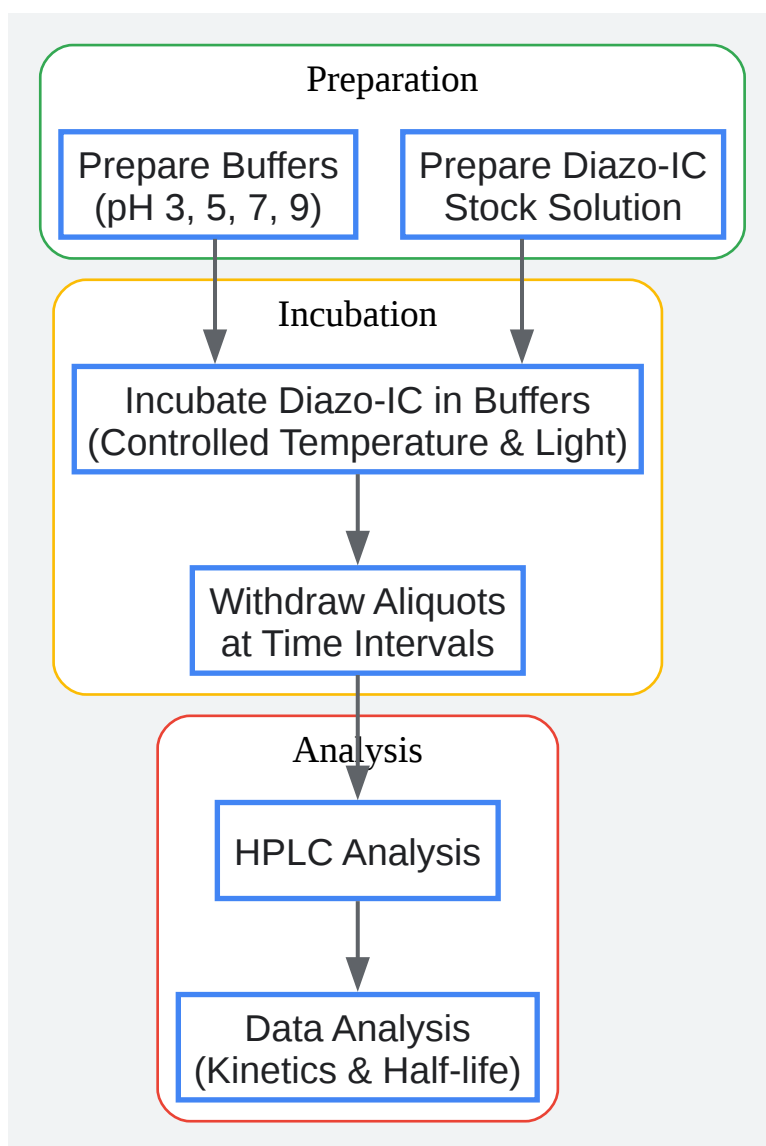 Preparation
Prepare Buffers
(pH 3, 5, 7, 9)
Prepare Diazo-IC
Stock Solution
Incubation
Incubate Diazo-IC in Buffers
(Controlled Temperature & Light)
Withdraw Aliquots
at Time Intervals
Analysis
HPLC Analysis
Data Analysis
(Kinetics & Half-life)